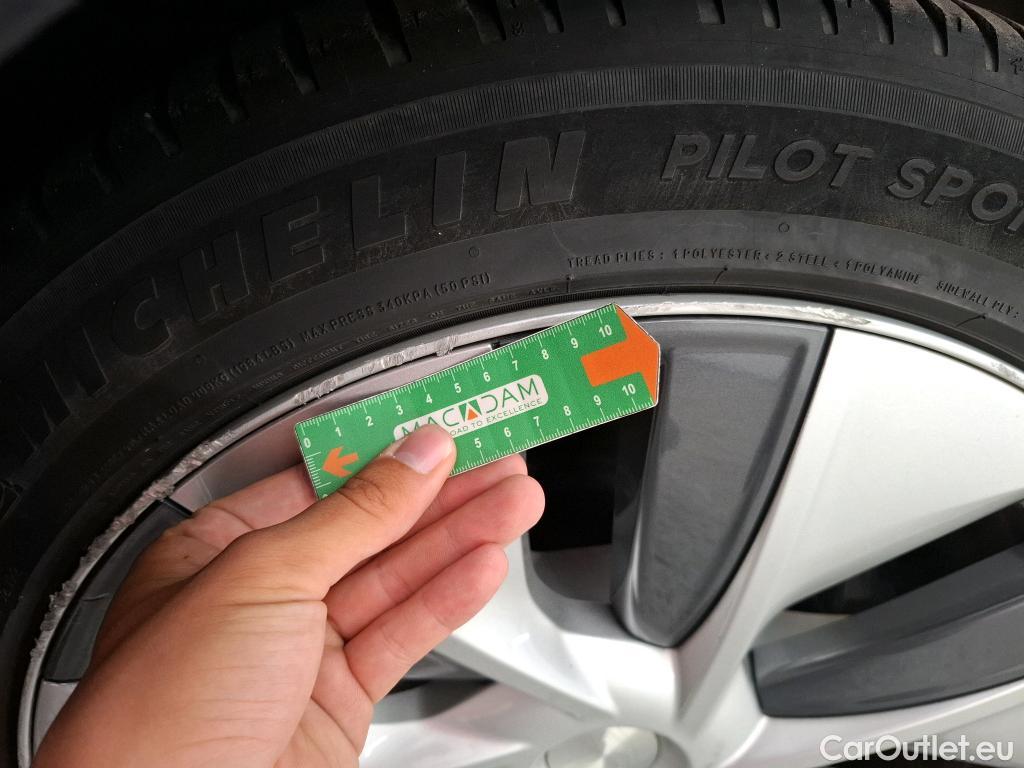 MICHELIN
PILOT SPO
TREAD PLIES : 1 POLYESTER < 2 STELL < 1 POLYAMIDE
SIDEWALL PLY :
MAX PRESS 340KPA (50 PSI)
0 1 2 3 4 5 6 7 8 9 10
MACADAM
ROAD TO EXCELLENCE
5 6 7 8 9 10
CarOutlet.eu